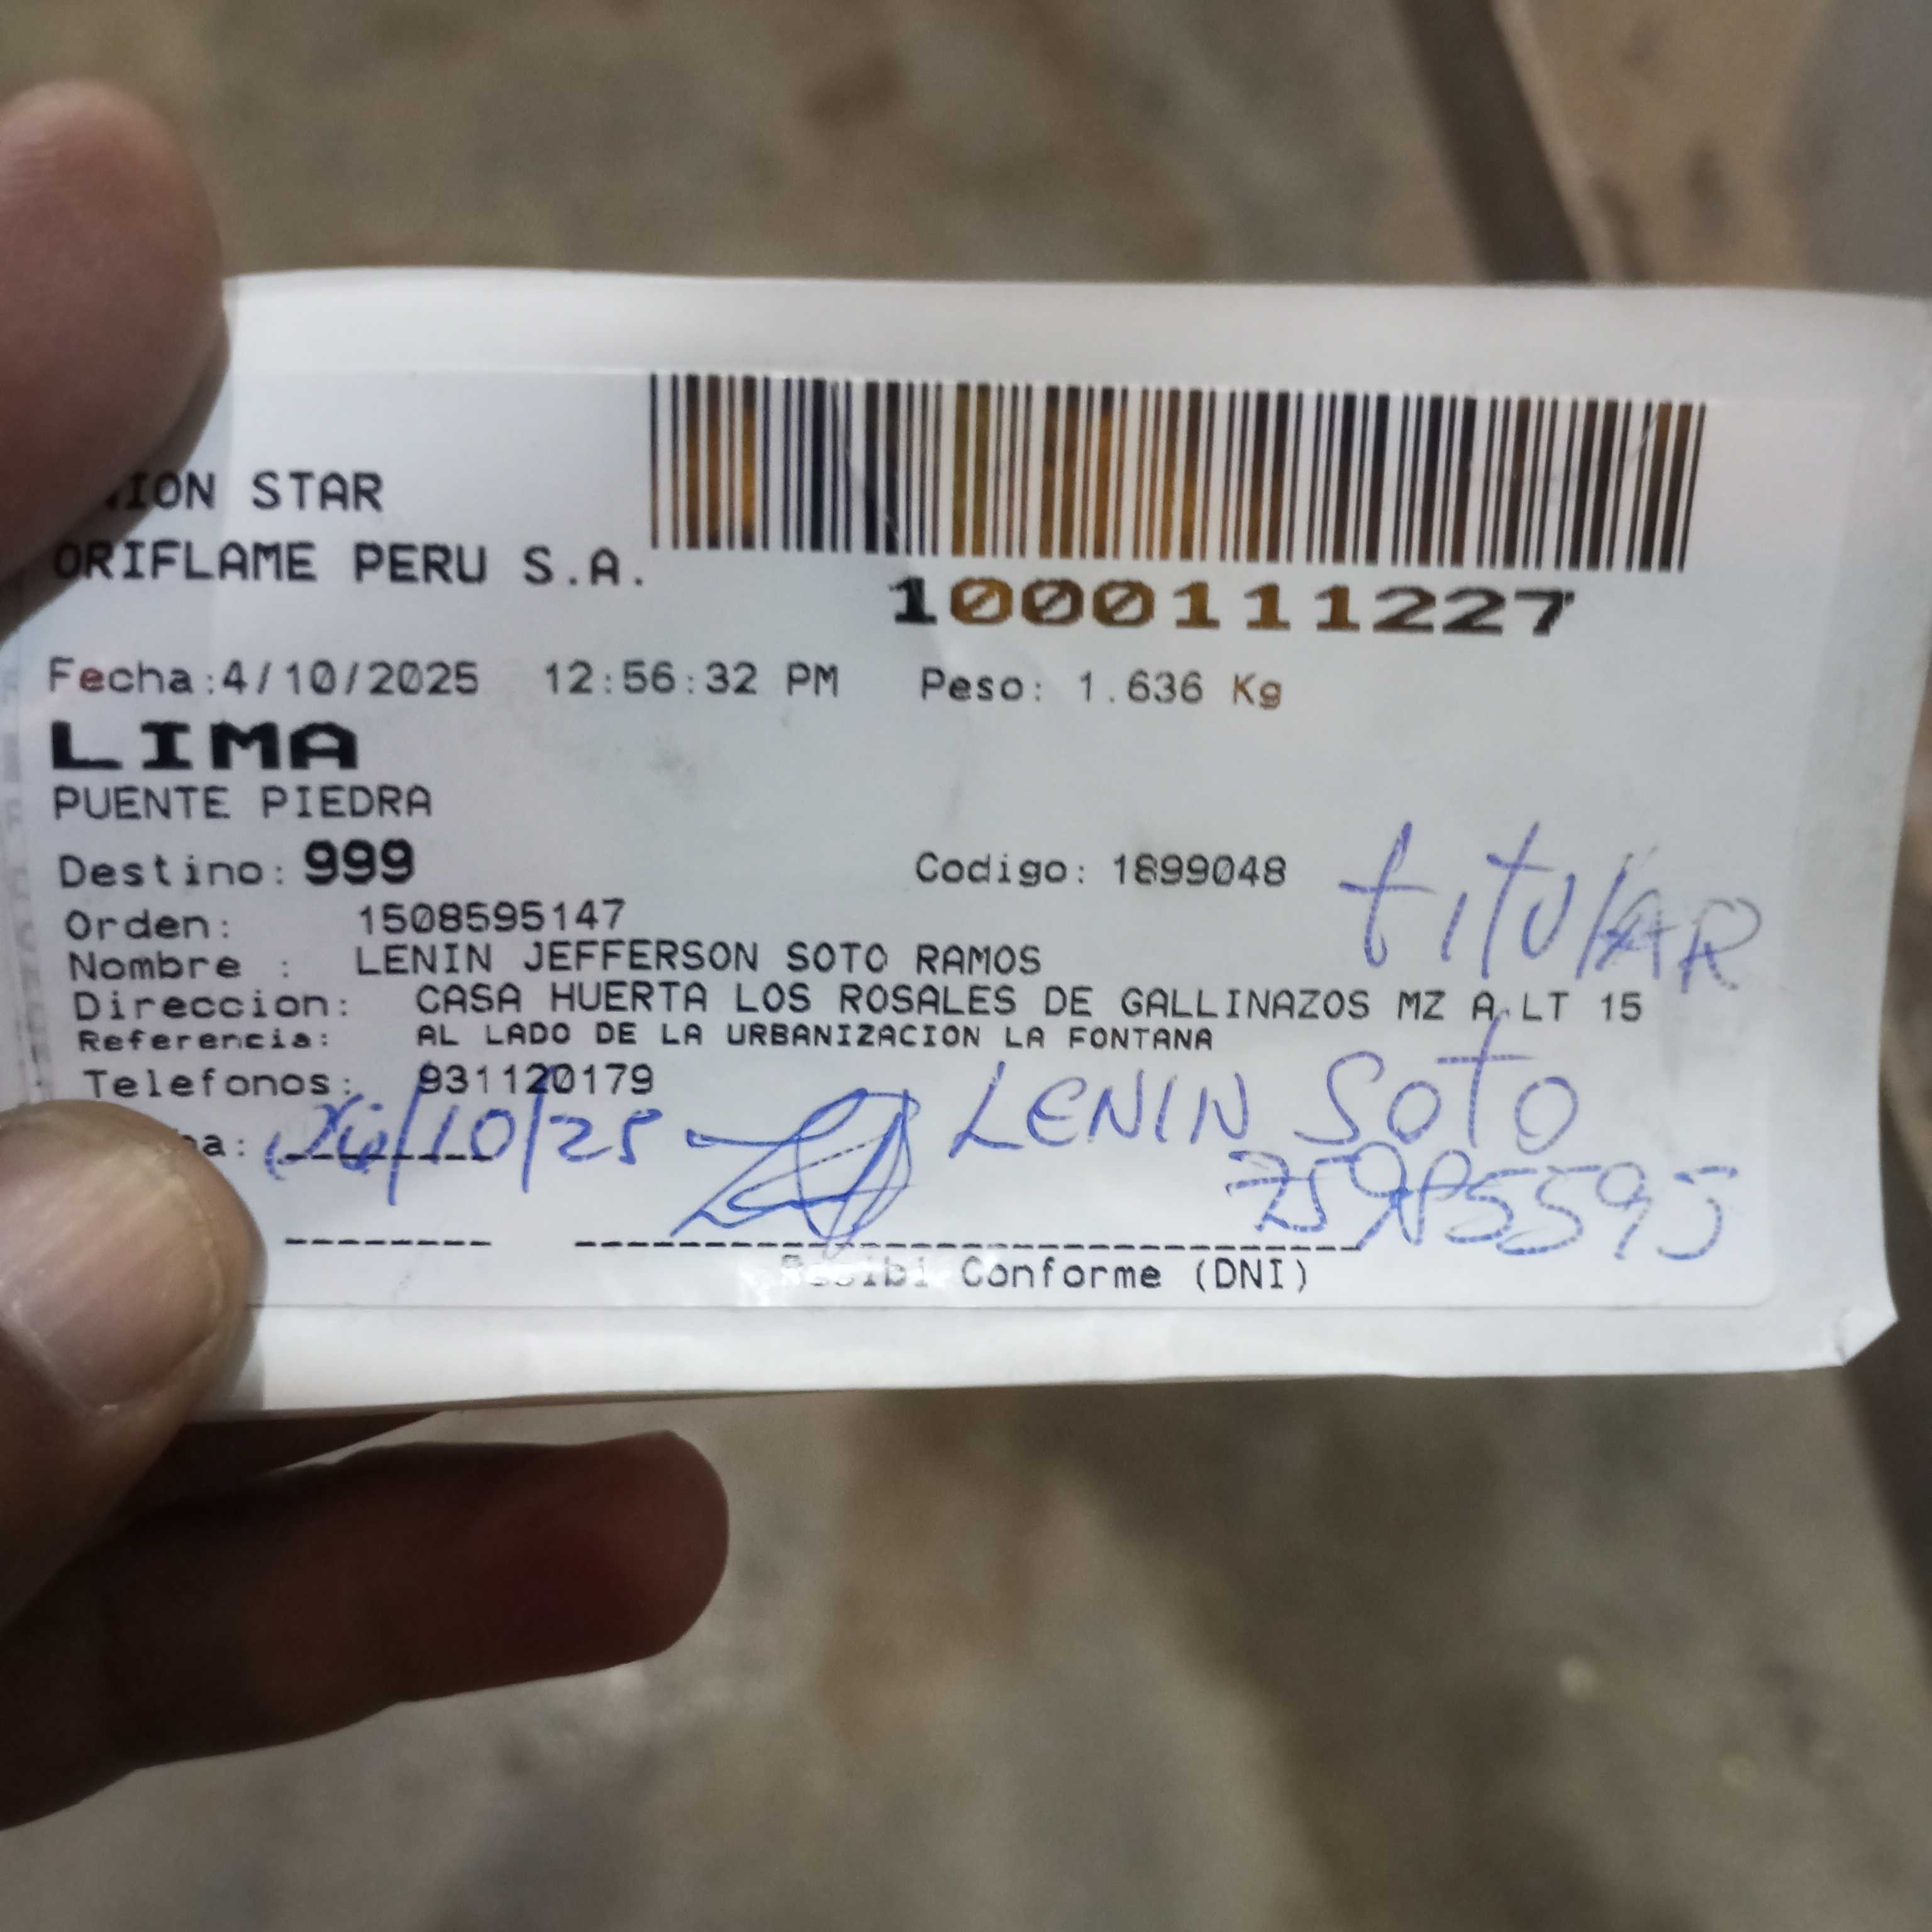 NION STAR
ORIFLAME PERU S.A.
1000111227
Fecha:4/10/2025 12:56:32 PM Peso: 1.636 Kg
LIMA
PUENTE PIEDRA
Destino: 999 Codigo: 1899048
titulAR
Orden: 1508595147
Nombre : LENIN JEFFERSON SOTO RAMOS
Direccion: CASA HUERTA LOS ROSALES DE GALLINAZOS MZ A LT 15
Referencia: AL LADO DE LA URBANIZACION LA FONTANA
Telefonos: 931120179
LENIN Soto
Recibi Conforme (DNI)